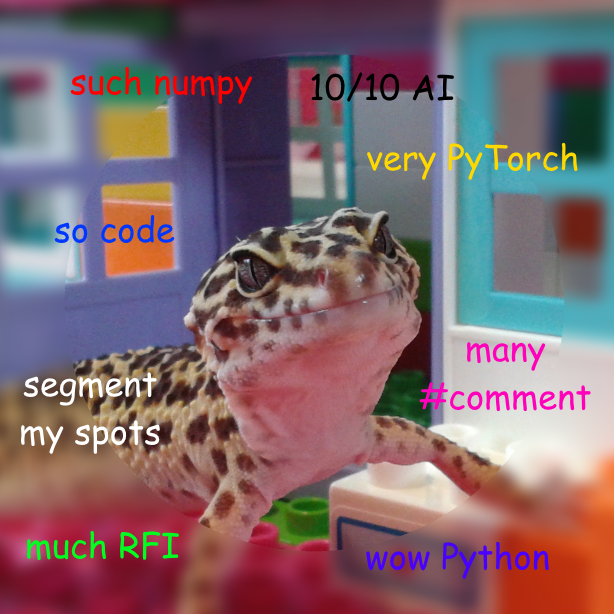 such numpy
10/10 AI
very PyTorch
so code
many
#comment
segment
my spots
much RFI
wow Python